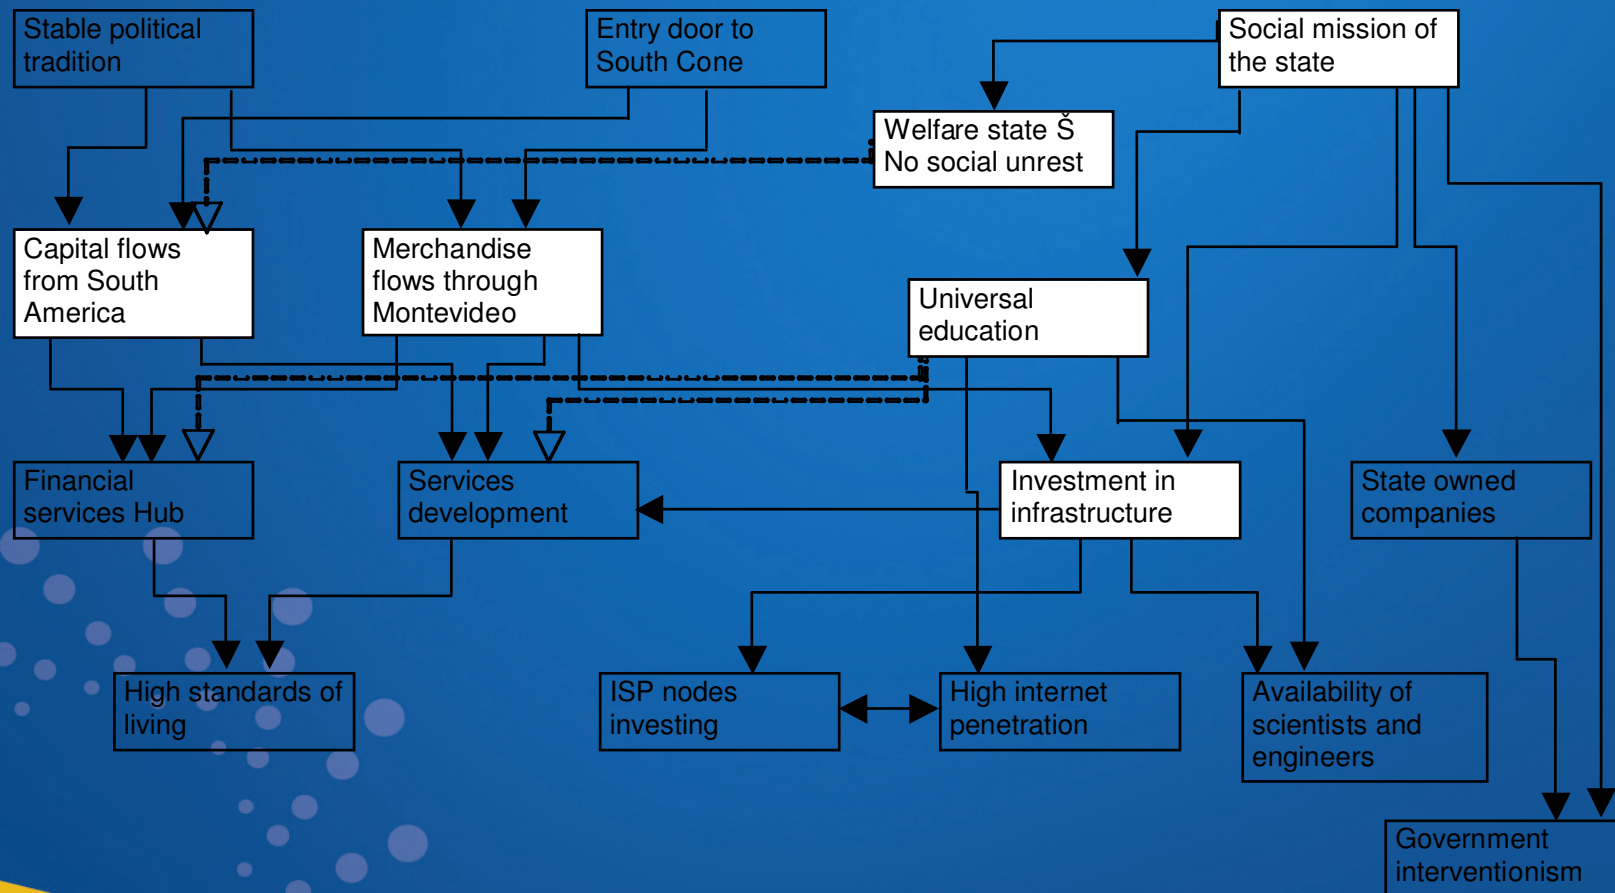 Stable political
tradition
Entry door to
South Cone
Social mission of
the state
Welfare state Š
No social unrest
Capital flows
from South
America
Merchandise
flows through
Montevideo
Universal
education
Financial
services Hub
Services
development
Investment in
infrastructure
State owned
companies
High standards of
living
ISP nodes
investing
High internet
penetration
Availability of
scientists and
engineers
Government
interventionism